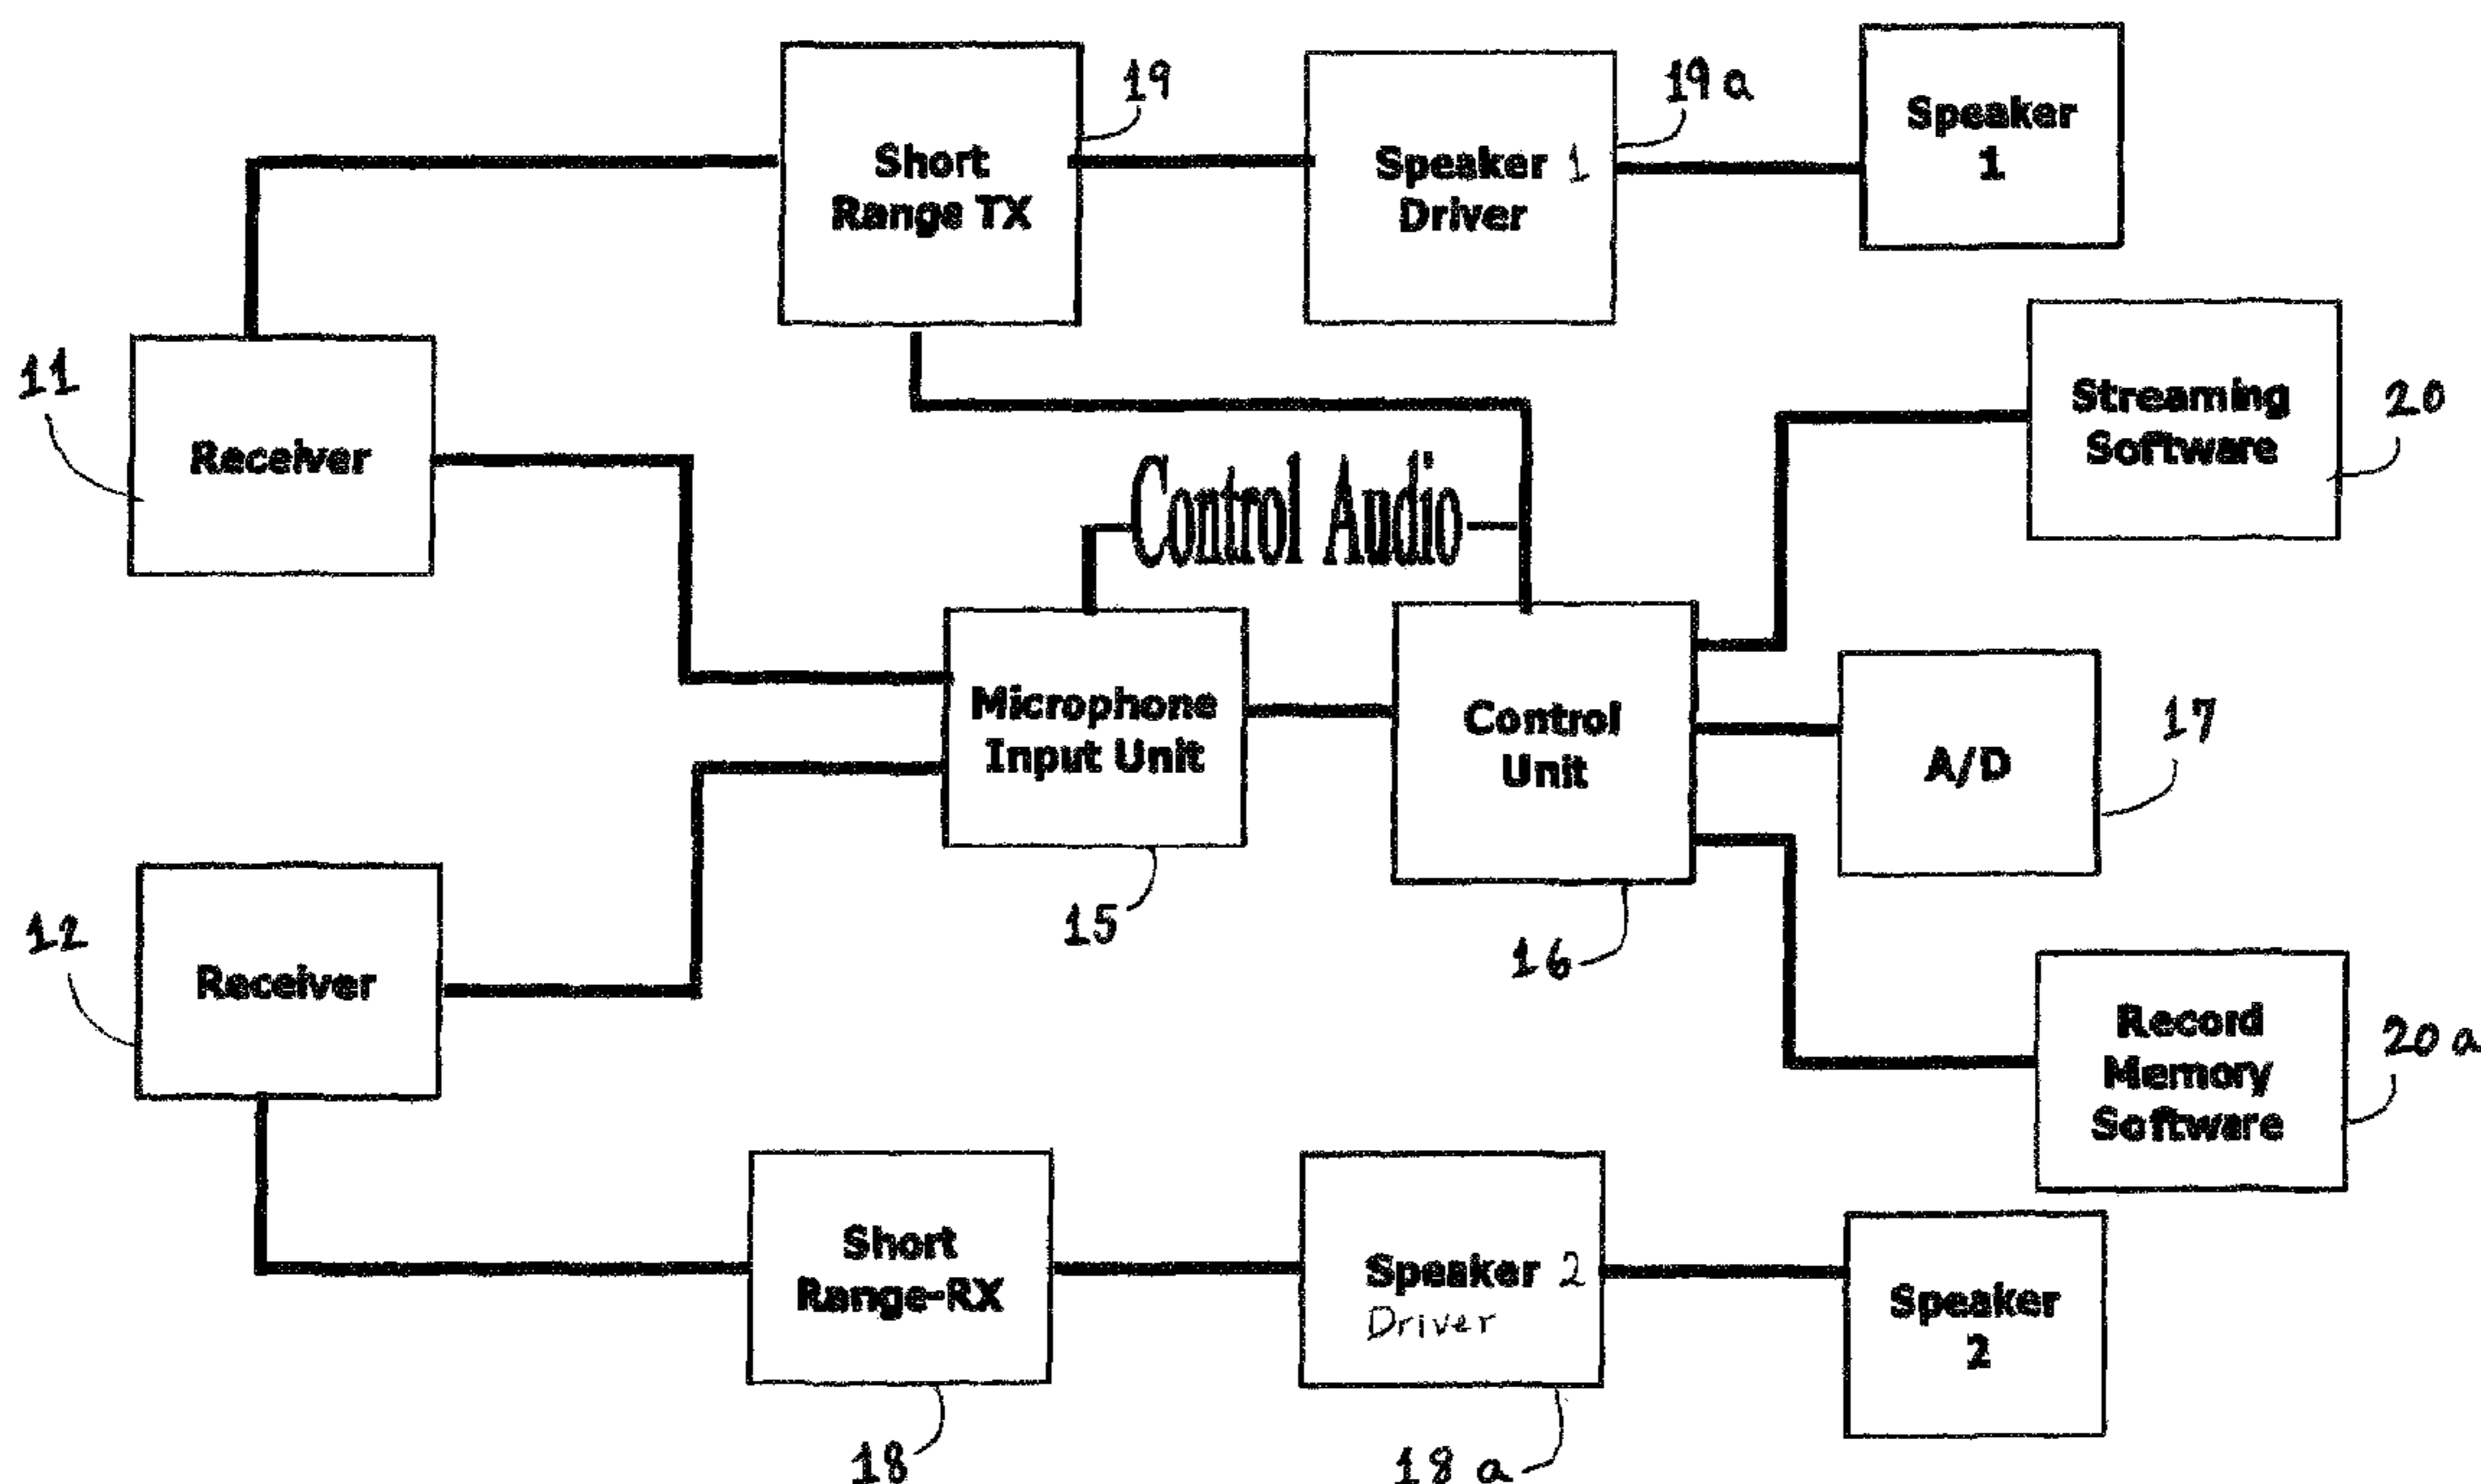 19
Short
Range TX
Speaker 1
Driver
19a
Speaker
1
11
Receiver
Streaming
Software
20
Control Audio
Microphone
Input Unit
15
Control
Unit
16
A/D
17
12
Receiver
Record
Memory
Software
20a
Short
Range-RX
18
Speaker 2
Driver
18a
Speaker
2